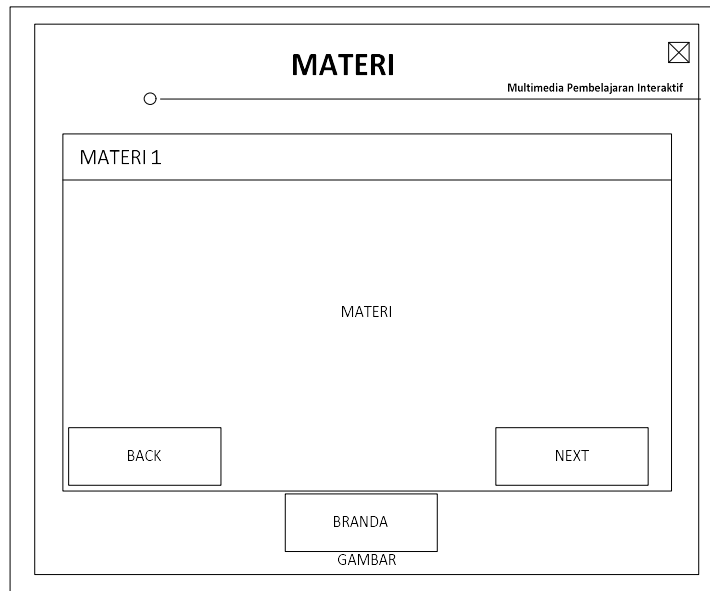 MATERI
Multimedia Pembelajaran Interaktif
MATERI 1
MATERI
BACK
NEXT
BRANDA
GAMBAR